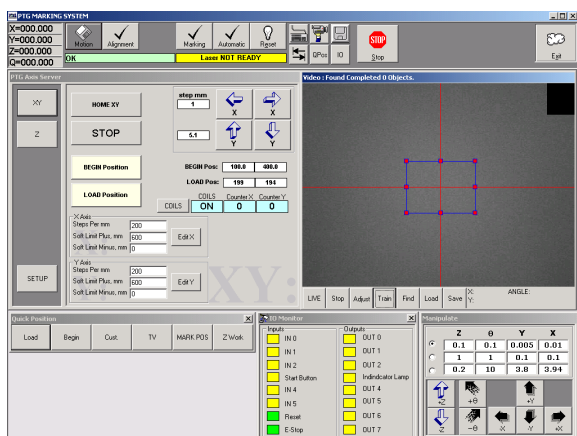 PTG MARKING SYSTEM
X=000.000
Y=000.000
Z=000.000
Q=000.000
Motion
Alignment
Marking
Automatic
Reset
QPos
IO
STOP
Stop
Exit
OK
Laser NOT READY
PTG Axis Server
Video : Found Completed 0 Objects.
XY
Z
SETUP
HOME XY
STOP
step mm
1
X
X
5.1
Y
Y
BEGIN Position
BEGIN Pos:
100.0
400.0
LOAD Position
LOAD Pos:
199
194
COILS
COILS
Counter X
Counter Y
ON
0
0
X Axis
Steps Per mm
200
Soft Limit Plus, mm
600
Edit X
Soft Limit Minus, mm
0
Y Axis
Steps Per mm
200
Soft Limit Plus, mm
600
Edit Y
Soft Limit Minus, mm
0
XY:
LIVE
Stop
Adjust
Train
Find
Load
Save
X:
Y:
ANGLE:
Quick Position
Load
Begin
Cust.
TV
MARK POS
Z Work
IO Monitor
Inputs
IN 0
IN 1
IN 2
Start Button
IN 4
IN 5
Reset
E-Stop
Outputs
OUT 0
OUT 1
OUT 2
Indindcator Lamp
OUT 4
OUT 5
OUT 6
OUT 7
Manipulate
Z θ Y X
0.1 0.1 0.005 0.01
1 1 0.1 0.1
0.2 10 3.8 3.94
+Z
+θ
+Y
-Z
-θ
-X
-Y
+X